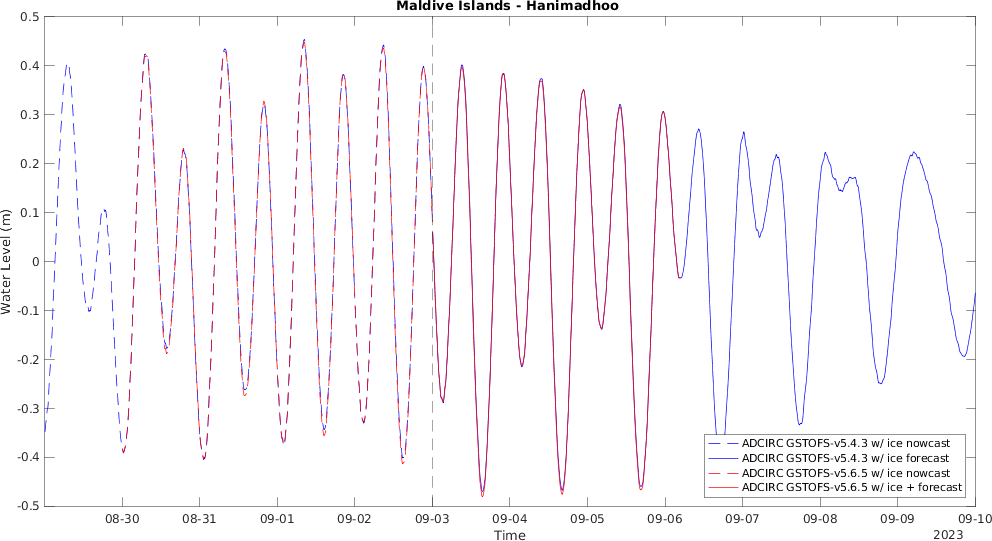 Maldive Islands - Hanimadhoo
0.5
0.4
0.3
0.2
0.1
0
-0.1
-0.2
-0.3
-0.4
-0.5
Water Level (m)
ADCIRC GSTOFS-v5.4.3 w/ ice nowcast
ADCIRC GSTOFS-v5.4.3 w/ ice forecast
ADCIRC GSTOFS-v5.6.5 w/ ice nowcast
ADCIRC GSTOFS-v5.6.5 w/ ice + forecast
08-30 08-31 09-01 09-02 09-03 09-04 09-05 09-06 09-07 09-08 09-09 09-10
Time
2023